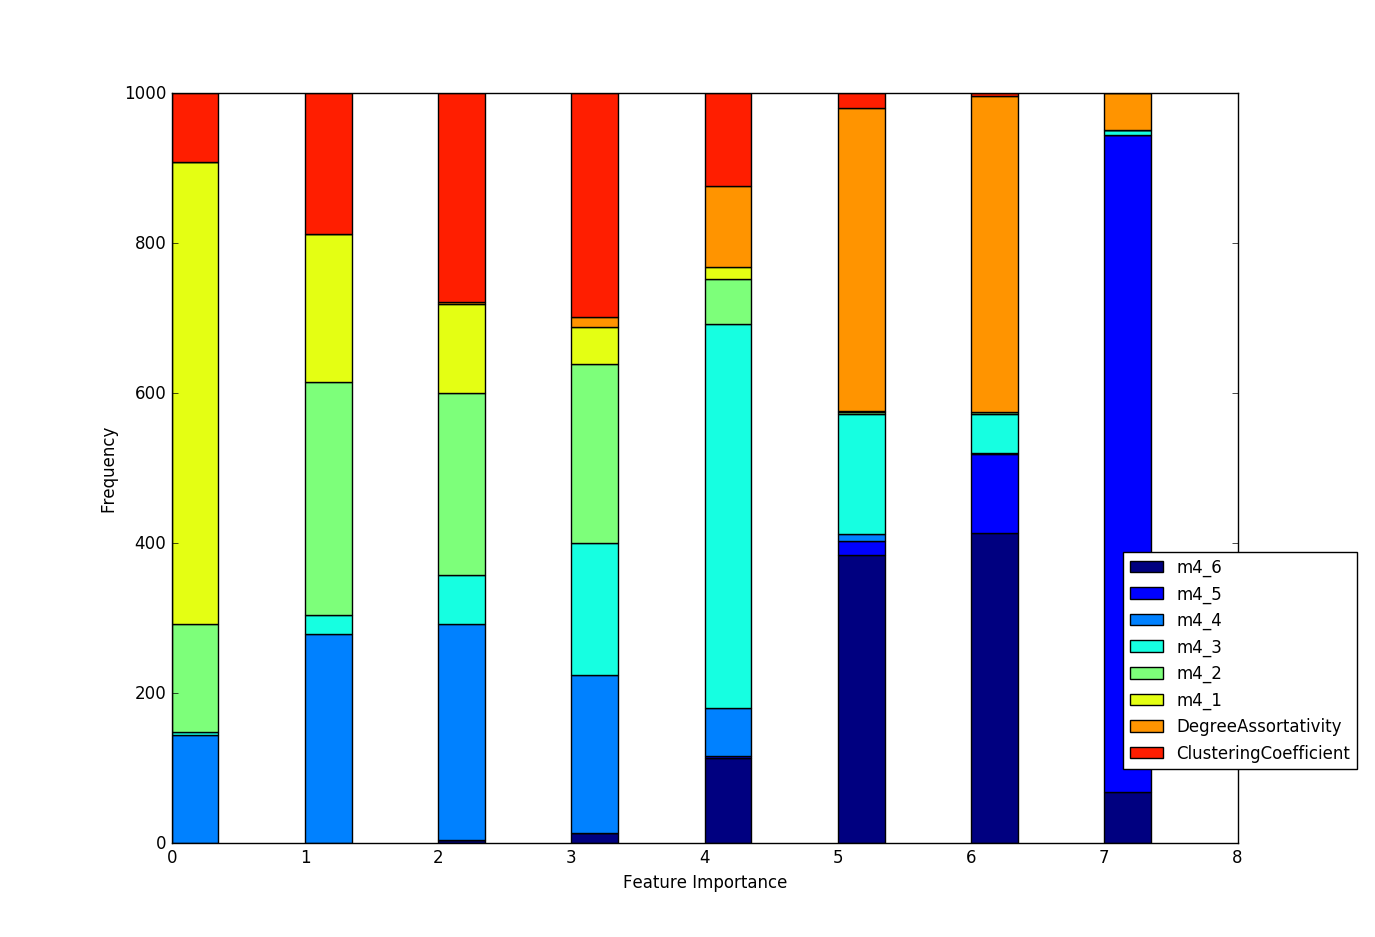 1000
800
600
400
200
0
Frequency
0 1 2 3 4 5 6 7 8
Feature Importance
m4_6
m4_5
m4_4
m4_3
m4_2
m4_1
DegreeAssortativity
ClusteringCoefficient